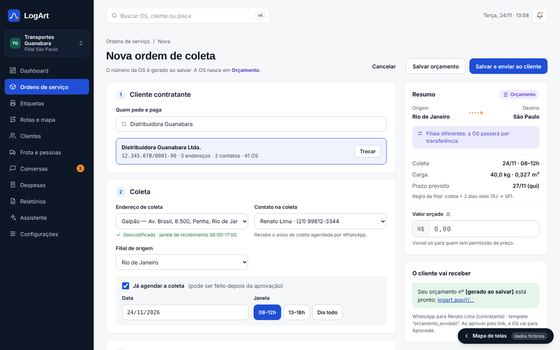 LogArt
Buscar OS, cliente ou placa
⌘K
Terça, 24/11 · 13:58
TG
Transportes Guanabara
Filial São Paulo
Dashboard
Ordens de serviço
Etiquetas
Rotas e mapa
Clientes
Frota e pessoas
Conversas
2
Despesas
Relatórios
Assistente
Configurações
Ordens de serviço / Nova
Nova ordem de coleta
O número da OS é gerado ao salvar. A OS nasce em Orçamento.
Cancelar
Salvar orçamento
Salvar e enviar ao cliente
1 Cliente contratante
Quem pede e paga
Distribuidora Guanabara
Distribuidora Guanabara Ltda.
12.345.678/0001-90 · 3 endereços · 2 contatos · 41 OS
Trocar
2 Coleta
Endereço de coleta
Galpão — Av. Brasil, 8.500, Penha, Rio de Jar
✓ Geocodificado · janela de recebimento 08:00–17:00
Contato na coleta
Renato Lima · (21) 99812-3344
Recebe o aviso de coleta agendada por WhatsApp.
Filial de origem
Rio de Janeiro
Já agendar a coleta (pode ser feito depois da aprovação)
Data
24/11/2026
Janela
08–12h
13–18h
Dia todo
Resumo
Orçamento
Origem
Rio de Janeiro
Destino
São Paulo
Filiais diferentes: a OS passará por
transferência.
Coleta 24/11 · 08–12h
Carga 40,0 kg · 0,327 m³
Prazo previsto 27/11 (qui)
Regra da filial: coleta + 2 dias úteis (RJ → SP).
Valor orçado
R$ 0,00
Visível só para quem tem permissão de preço.
O cliente vai receber
Seu orçamento nº [gerado ao salvar] está
pronto: logart.app/r/…
WhatsApp para Renato Lima (contratante) · template
"orcamento_enviado". Ao aprovar pelo link, a OS vai para
Aprovada.
Mapa de telas
dados fictícios